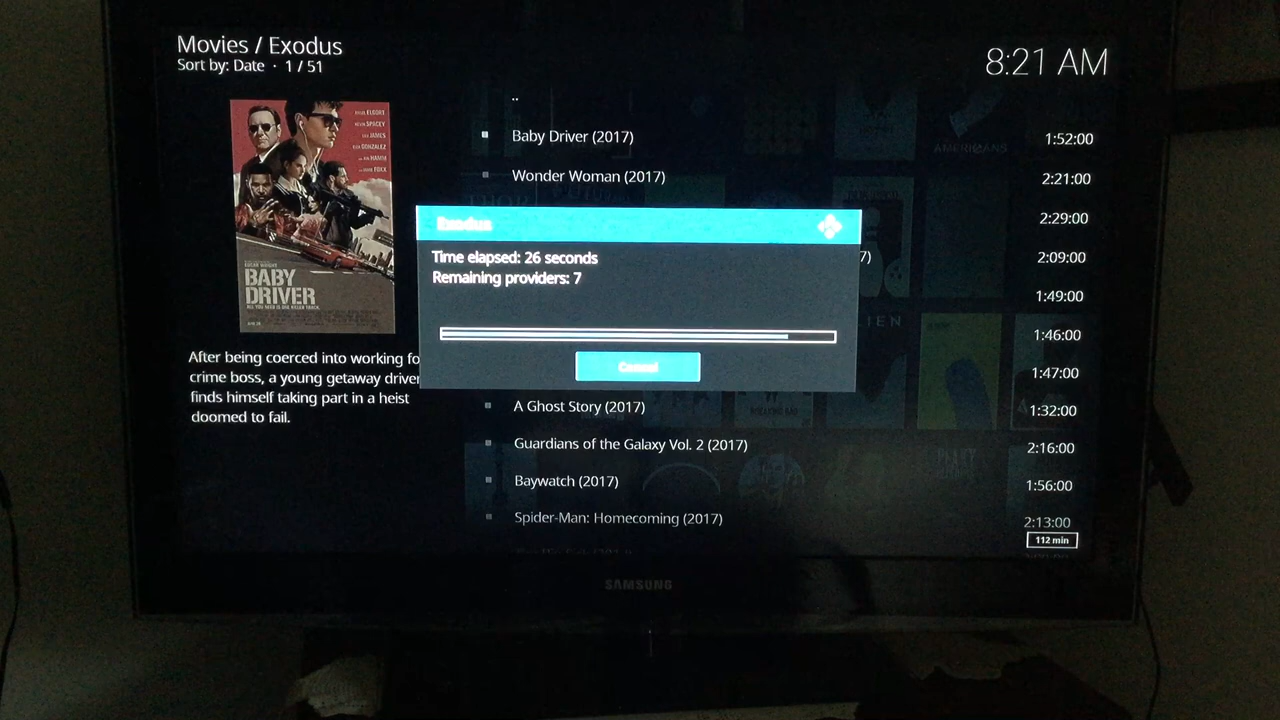 Movies / Exodus
Sort by: Date · 1 / 51
8:21 AM
..
Baby Driver (2017)
1:52:00
Wonder Woman (2017)
2:21:00
2:29:00
7)
2:09:00
1:49:00
1:46:00
1:47:00
A Ghost Story (2017)
1:32:00
Guardians of the Galaxy Vol. 2 (2017)
2:16:00
Baywatch (2017)
1:56:00
Spider-Man: Homecoming (2017)
2:13:00
112 min
Exodus
Time elapsed: 26 seconds
Remaining providers: 7
Cancel
BABY
DRIVER
After being coerced into working fo
crime boss, a young getaway driver
finds himself taking part in a heist
doomed to fail.
AMERICANS
LIEN
SAMSUNG